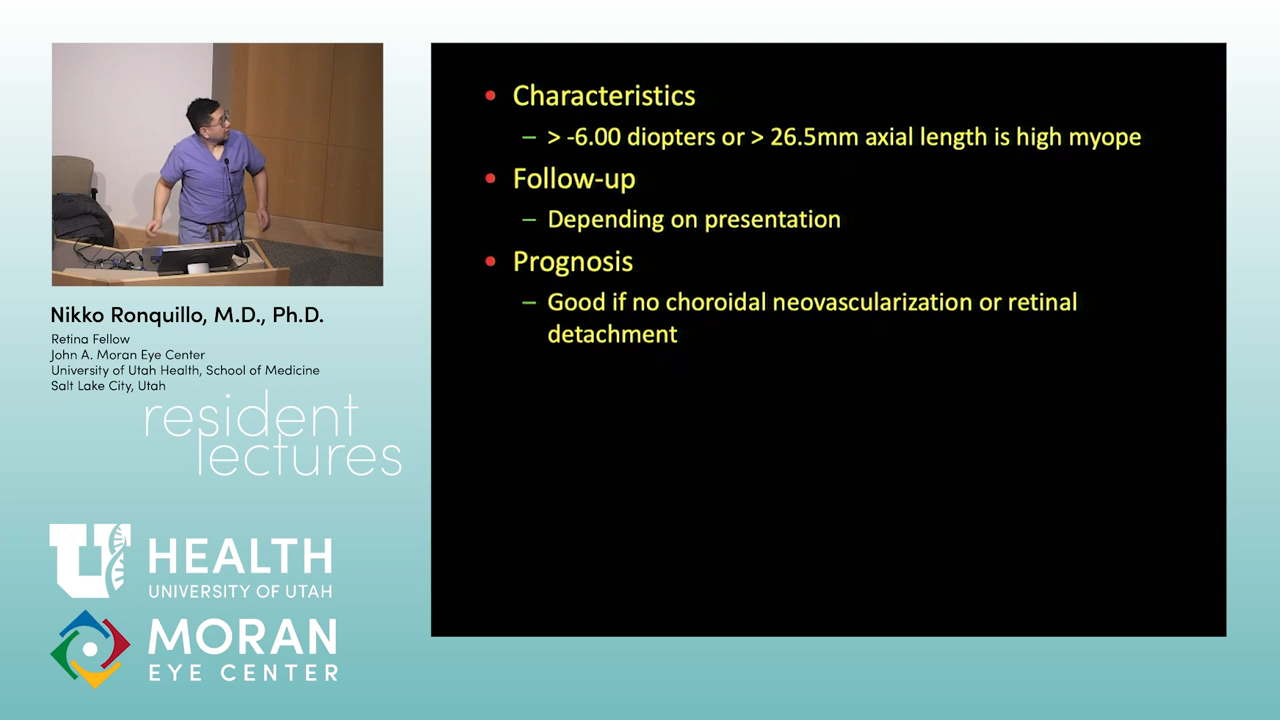 Nikko Ronquillo, M.D., Ph.D.
Retina Fellow
John A. Moran Eye Center
University of Utah Health, School of Medicine
Salt Lake City, Utah
resident
lectures
U HEALTH
UNIVERSITY OF UTAH
MORAN
EYE CENTER
• Characteristics
– > -6.00 diopters or > 26.5mm axial length is high myope
• Follow-up
– Depending on presentation
• Prognosis
– Good if no choroidal neovascularization or retinal
detachment